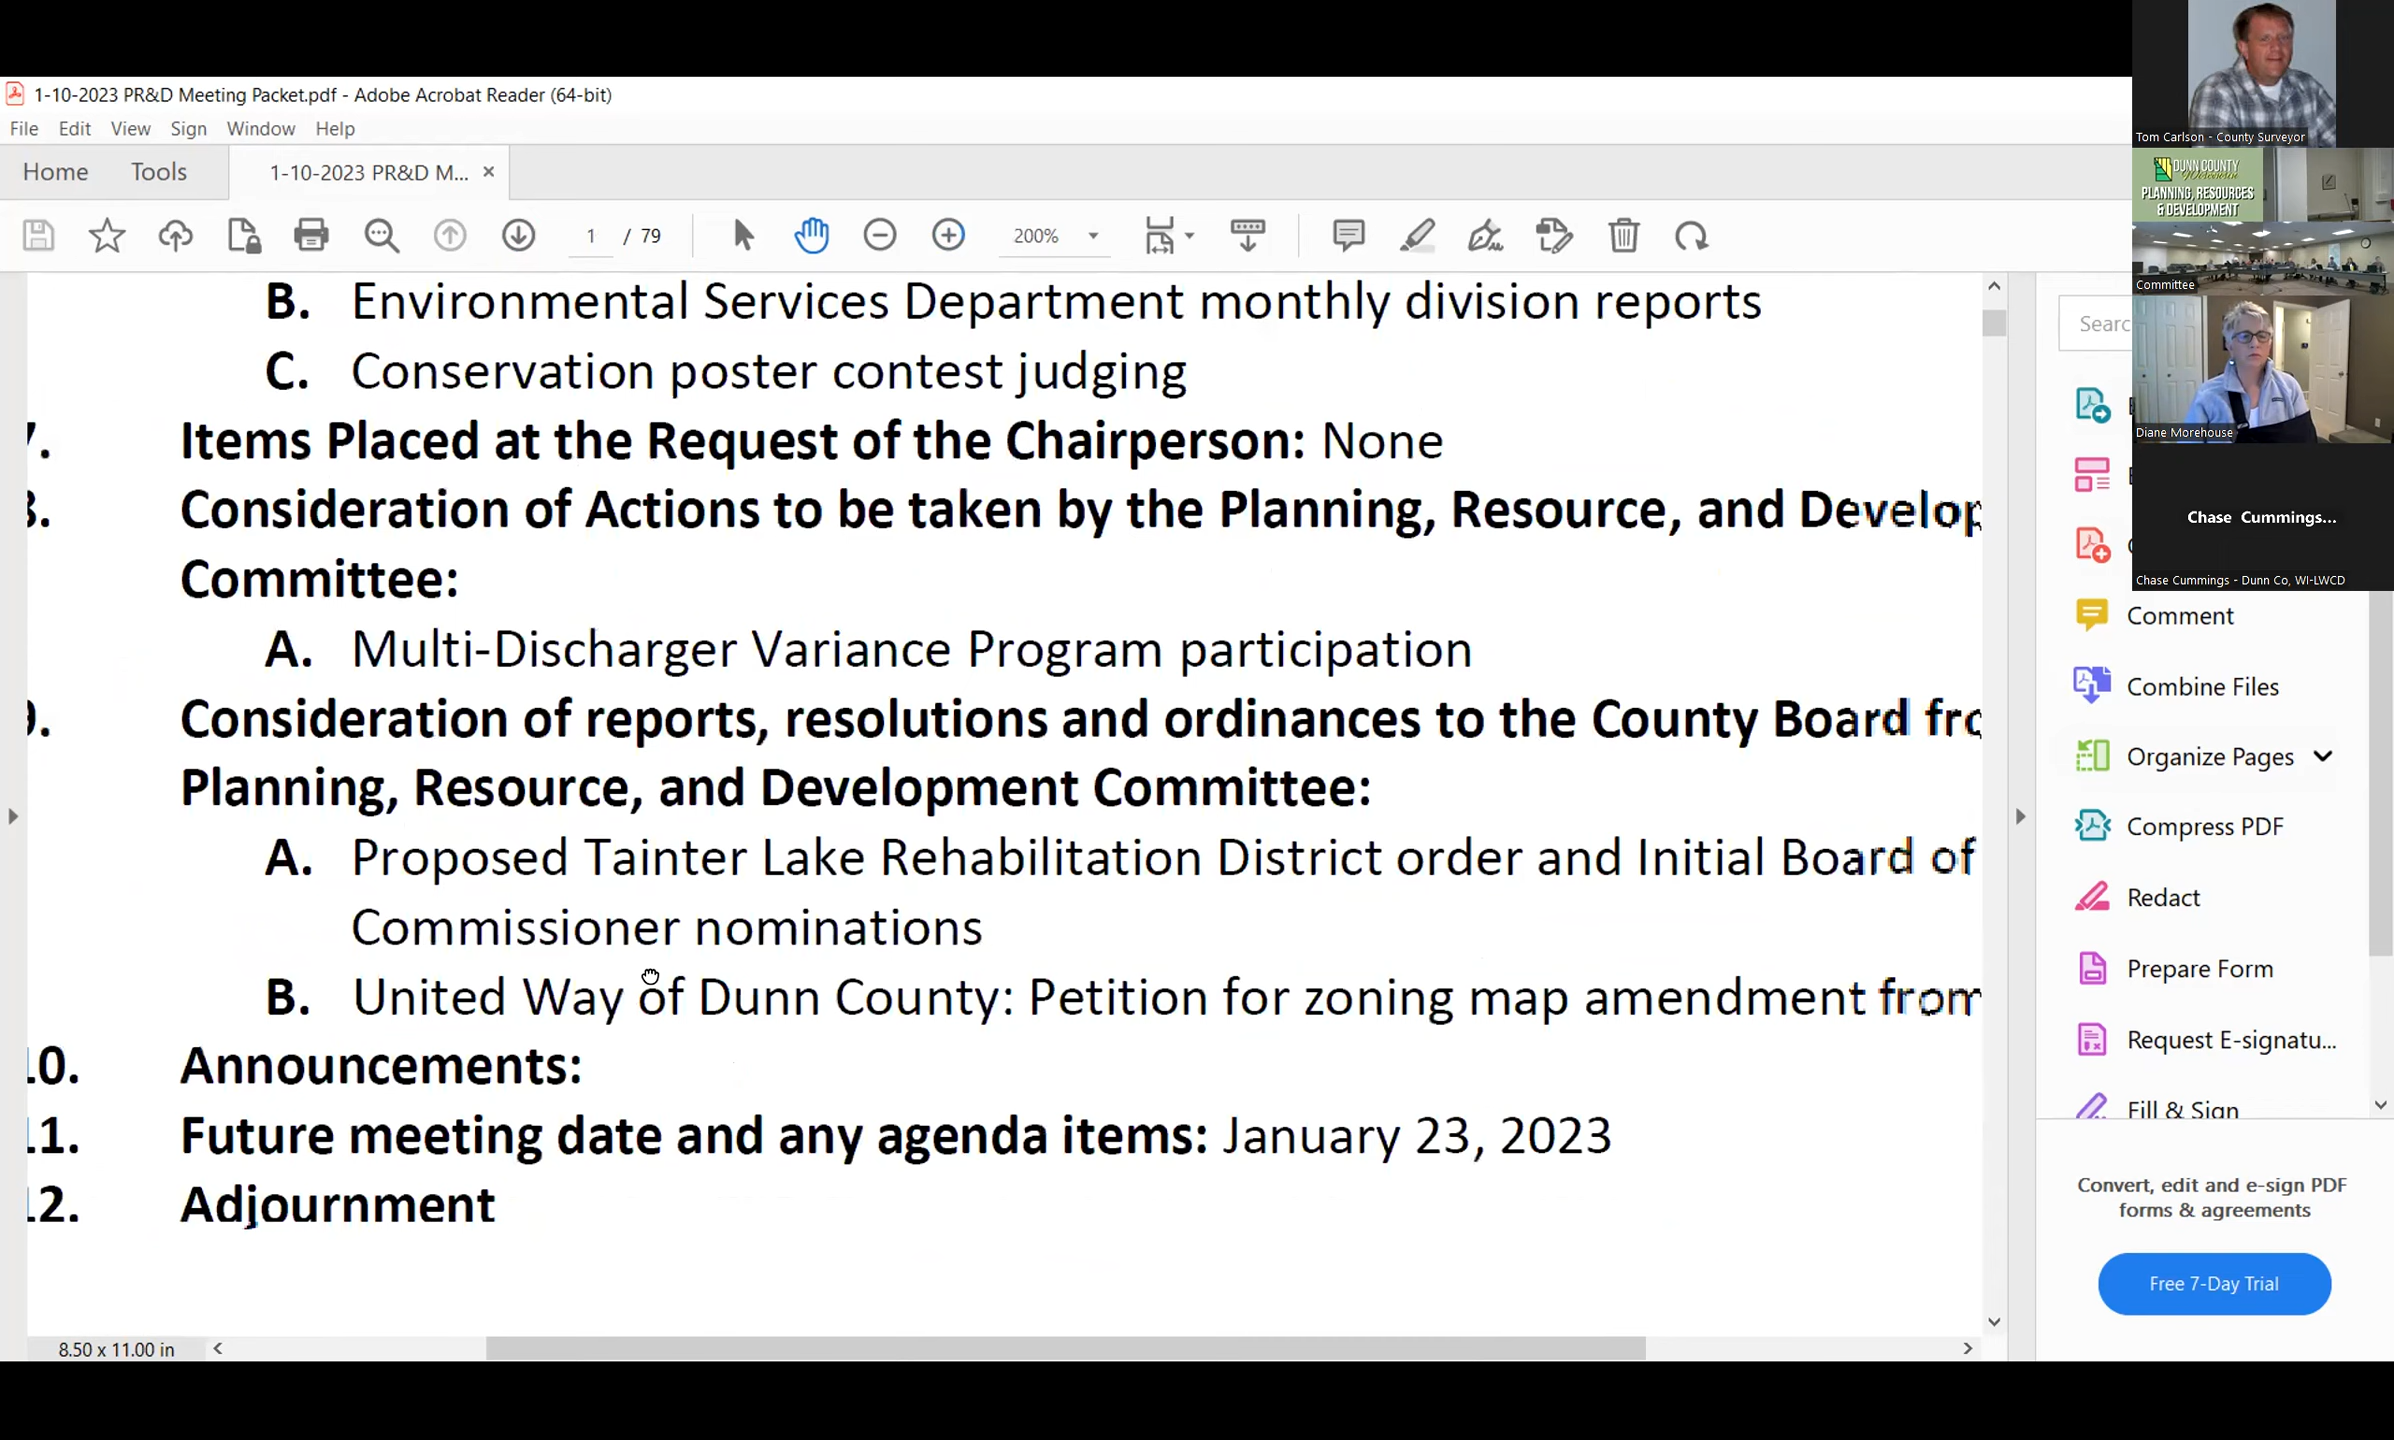 1-10-2023 PR&D Meeting Packet.pdf - Adobe Acrobat Reader (64-bit)
File Edit View Sign Window Help
Home Tools 1-10-2023 PR&D M... ×
1 / 79 200%
B. Environmental Services Department monthly division reports
C. Conservation poster contest judging
7. Items Placed at the Request of the Chairperson: None
8. Consideration of Actions to be taken by the Planning, Resource, and Develop
Committee:
A. Multi-Discharger Variance Program participation
9. Consideration of reports, resolutions and ordinances to the County Board fro
Planning, Resource, and Development Committee:
A. Proposed Tainter Lake Rehabilitation District order and Initial Board of
Commissioner nominations
B. United Way of Dunn County: Petition for zoning map amendment from
10. Announcements:
11. Future meeting date and any agenda items: January 23, 2023
12. Adjournment
8.50 x 11.00 in
Searc
Comment
Combine Files
Organize Pages
Compress PDF
Redact
Prepare Form
Request E-signatu...
Fill & Sign
Convert, edit and e-sign PDF
forms & agreements
Free 7-Day Trial
Tom Carlson - County Surveyor
DUNN COUNTY
Wisconsin
PLANNING, RESOURCES
& DEVELOPMENT
Committee
Diane Morehouse
Chase Cummings...
Chase Cummings - Dunn Co, WI-LWCD